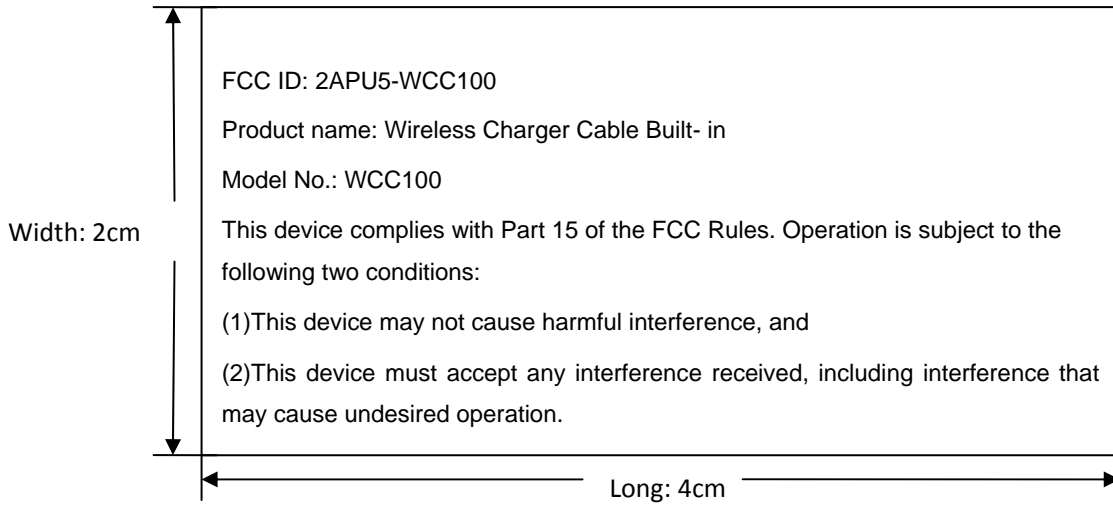 FCC ID: 2APU5-WCC100
Product name: Wireless Charger Cable Built- in
Model No.: WCC100
Width: 2cm
This device complies with Part 15 of the FCC Rules. Operation is subject to the
following two conditions:
(1)This device may not cause harmful interference, and
(2)This device must accept any interference received, including interference that
may cause undesired operation.
Long: 4cm